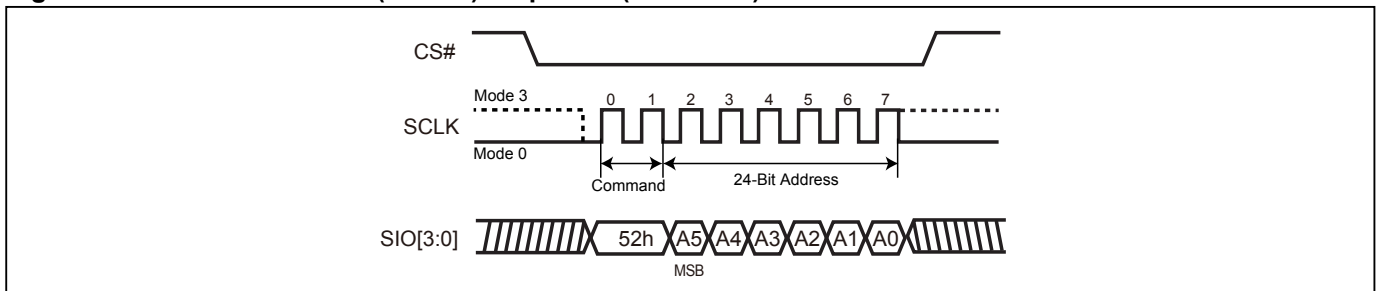 CS#
Mode 3
0 1 2 3 4 5 6 7
SCLK
Mode 0
Command
24-Bit Address
SIO[3:0]
52h A5 A4 A3 A2 A1 A0
MSB